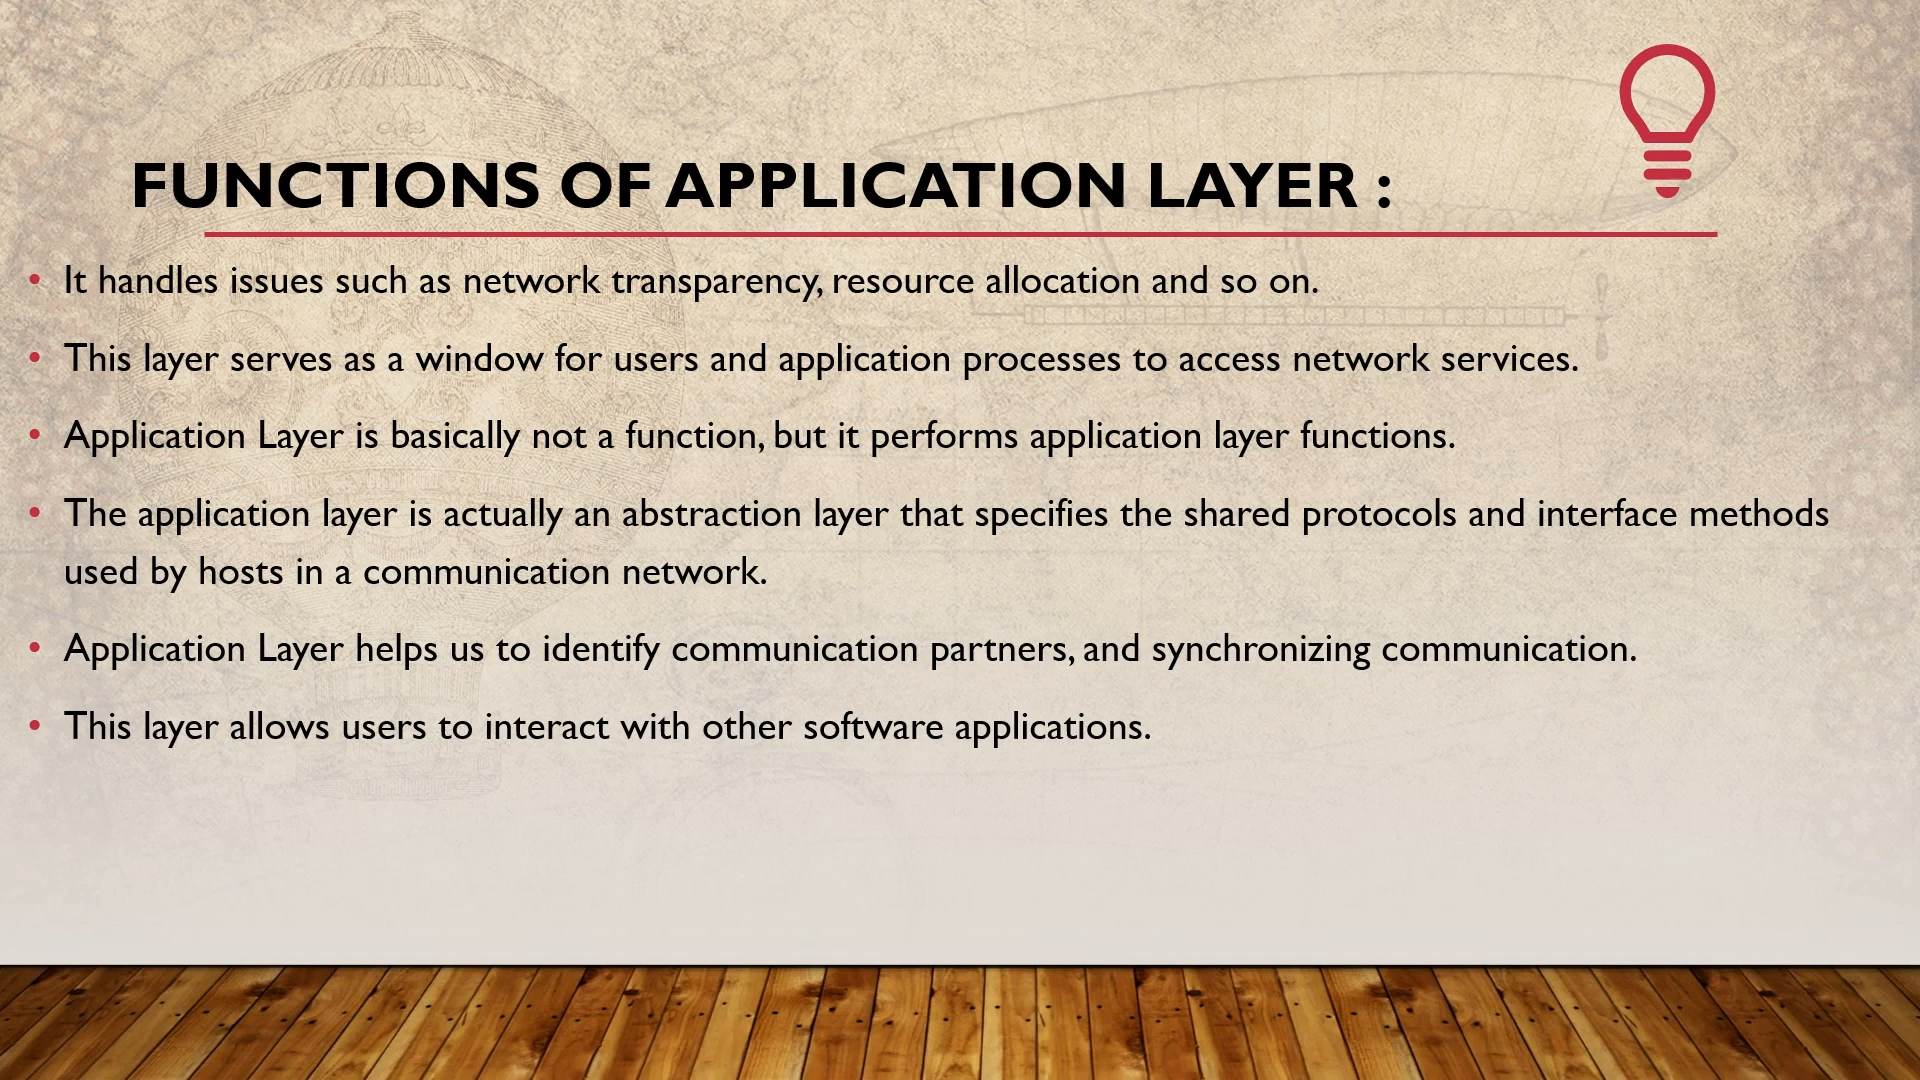 FUNCTIONS OF APPLICATION LAYER :
• It handles issues such as network transparency, resource allocation and so on.
• This layer serves as a window for users and application processes to access network services.
• Application Layer is basically not a function, but it performs application layer functions.
• The application layer is actually an abstraction layer that specifies the shared protocols and interface methods
used by hosts in a communication network.
• Application Layer helps us to identify communication partners, and synchronizing communication.
• This layer allows users to interact with other software applications.